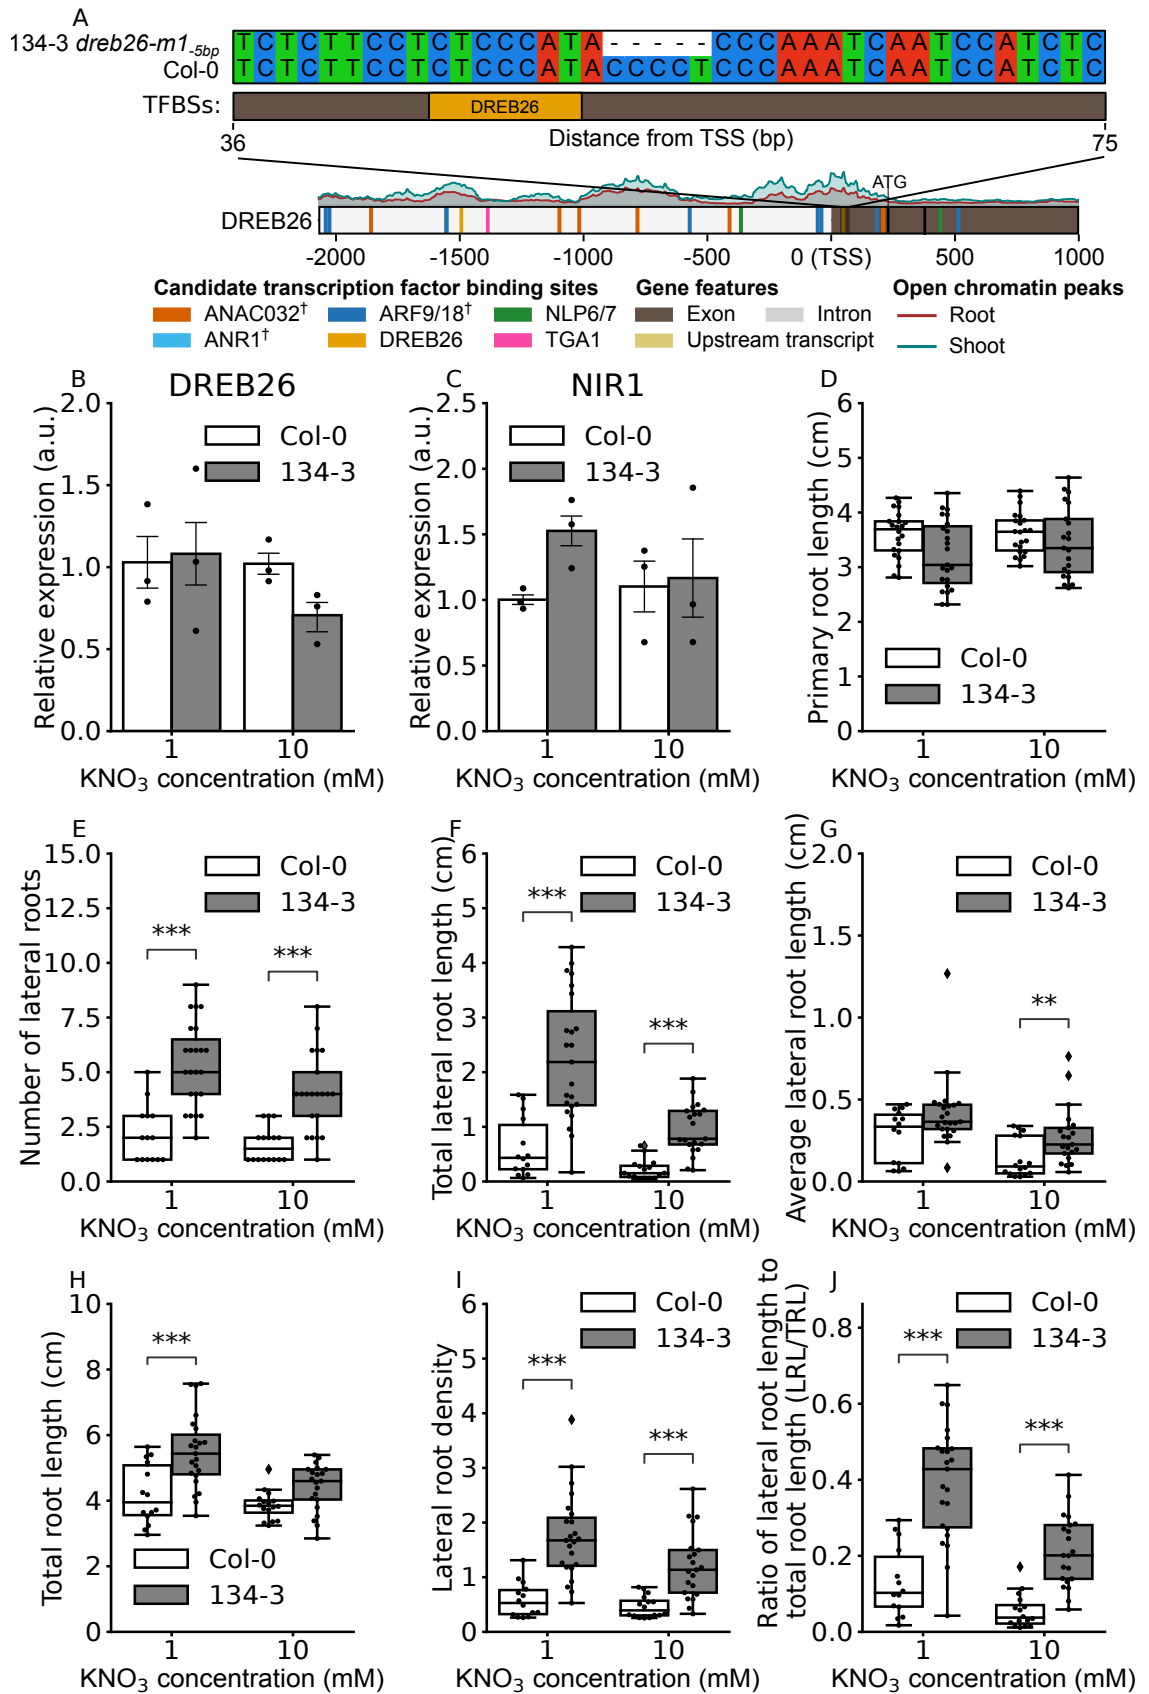 A
134-3 dreb26-m1-5bp T C T C T T C C T C T C C C A T A - - - - - C C C A A A T C A A T C C A T C T C
Col-0 T C T C T T C C T C T C C C A T A C C C C T C C C A A A T C A A T C C A T C T C
TFBSs: DREB26
36 Distance from TSS (bp) 75
ATG
DREB26
-2000 -1500 -1000 -500 0 (TSS) 500 1000
Candidate transcription factor binding sites Gene features Open chromatin peaks
ANAC032† ARF9/18† NLP6/7 Exon Intron Root
ANR1† DREB26 TGA1 Upstream transcript Shoot
B DREB26
Relative expression (a.u.)
2.0
1.5
1.0
0.5
0.0
Col-0
134-3
1 10
KNO3 concentration (mM)
C NIR1
Relative expression (a.u.)
2.5
2.0
1.5
1.0
0.5
0.0
Col-0
134-3
1 10
KNO3 concentration (mM)
D
Primary root length (cm)
6
5
4
3
2
1
0
Col-0
134-3
1 10
KNO3 concentration (mM)
E
Number of lateral roots
15.0
12.5
10.0
7.5
5.0
2.5
0.0
Col-0
134-3
*** ***
1 10
KNO3 concentration (mM)
F
Total lateral root length (cm)
6
5
4
3
2
1
0
Col-0
134-3
*** ***
1 10
KNO3 concentration (mM)
G
Average lateral root length (cm)
2.0
1.5
1.0
0.5
0.0
Col-0
134-3
**
1 10
KNO3 concentration (mM)
H
Total root length (cm)
10
8
6
4
2
0
***
Col-0
134-3
1 10
KNO3 concentration (mM)
I
Lateral root density
6
5
4
3
2
1
0
Col-0
134-3
*** ***
1 10
KNO3 concentration (mM)
J
Ratio of lateral root length to
total root length (LRL/TRL)
0.8
0.6
0.4
0.2
0.0
Col-0
134-3
*** ***
1 10
KNO3 concentration (mM)